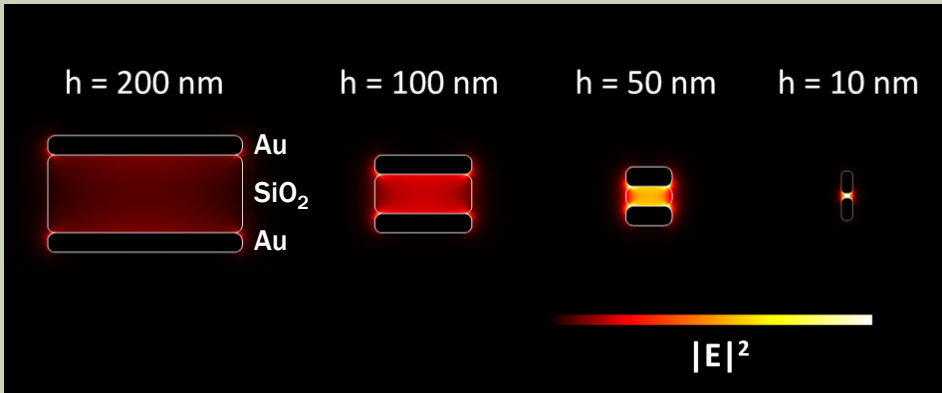 h = 200 nm
h = 100 nm
h = 50 nm
h = 10 nm
Au
SiO₂
Au
|E|²